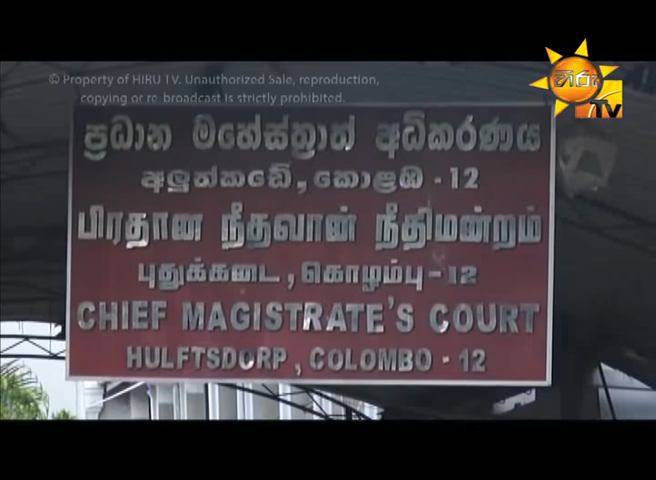 © Property of HIRU TV. Unauthorized Sale, reproduction,
copying or re-broadcast is strictly prohibited.
හිරු
TV
ප්‍රධාන මහේස්ත්‍රාත් අධිකරණය
අලුත්කඩේ, කොළඹ - 12
பிரதான நீதவான் நீதிமன்றம்
புதுக்கடை, கொழும்பு - 12
CHIEF MAGISTRATE'S COURT
HULFTSDORP, COLOMBO - 12